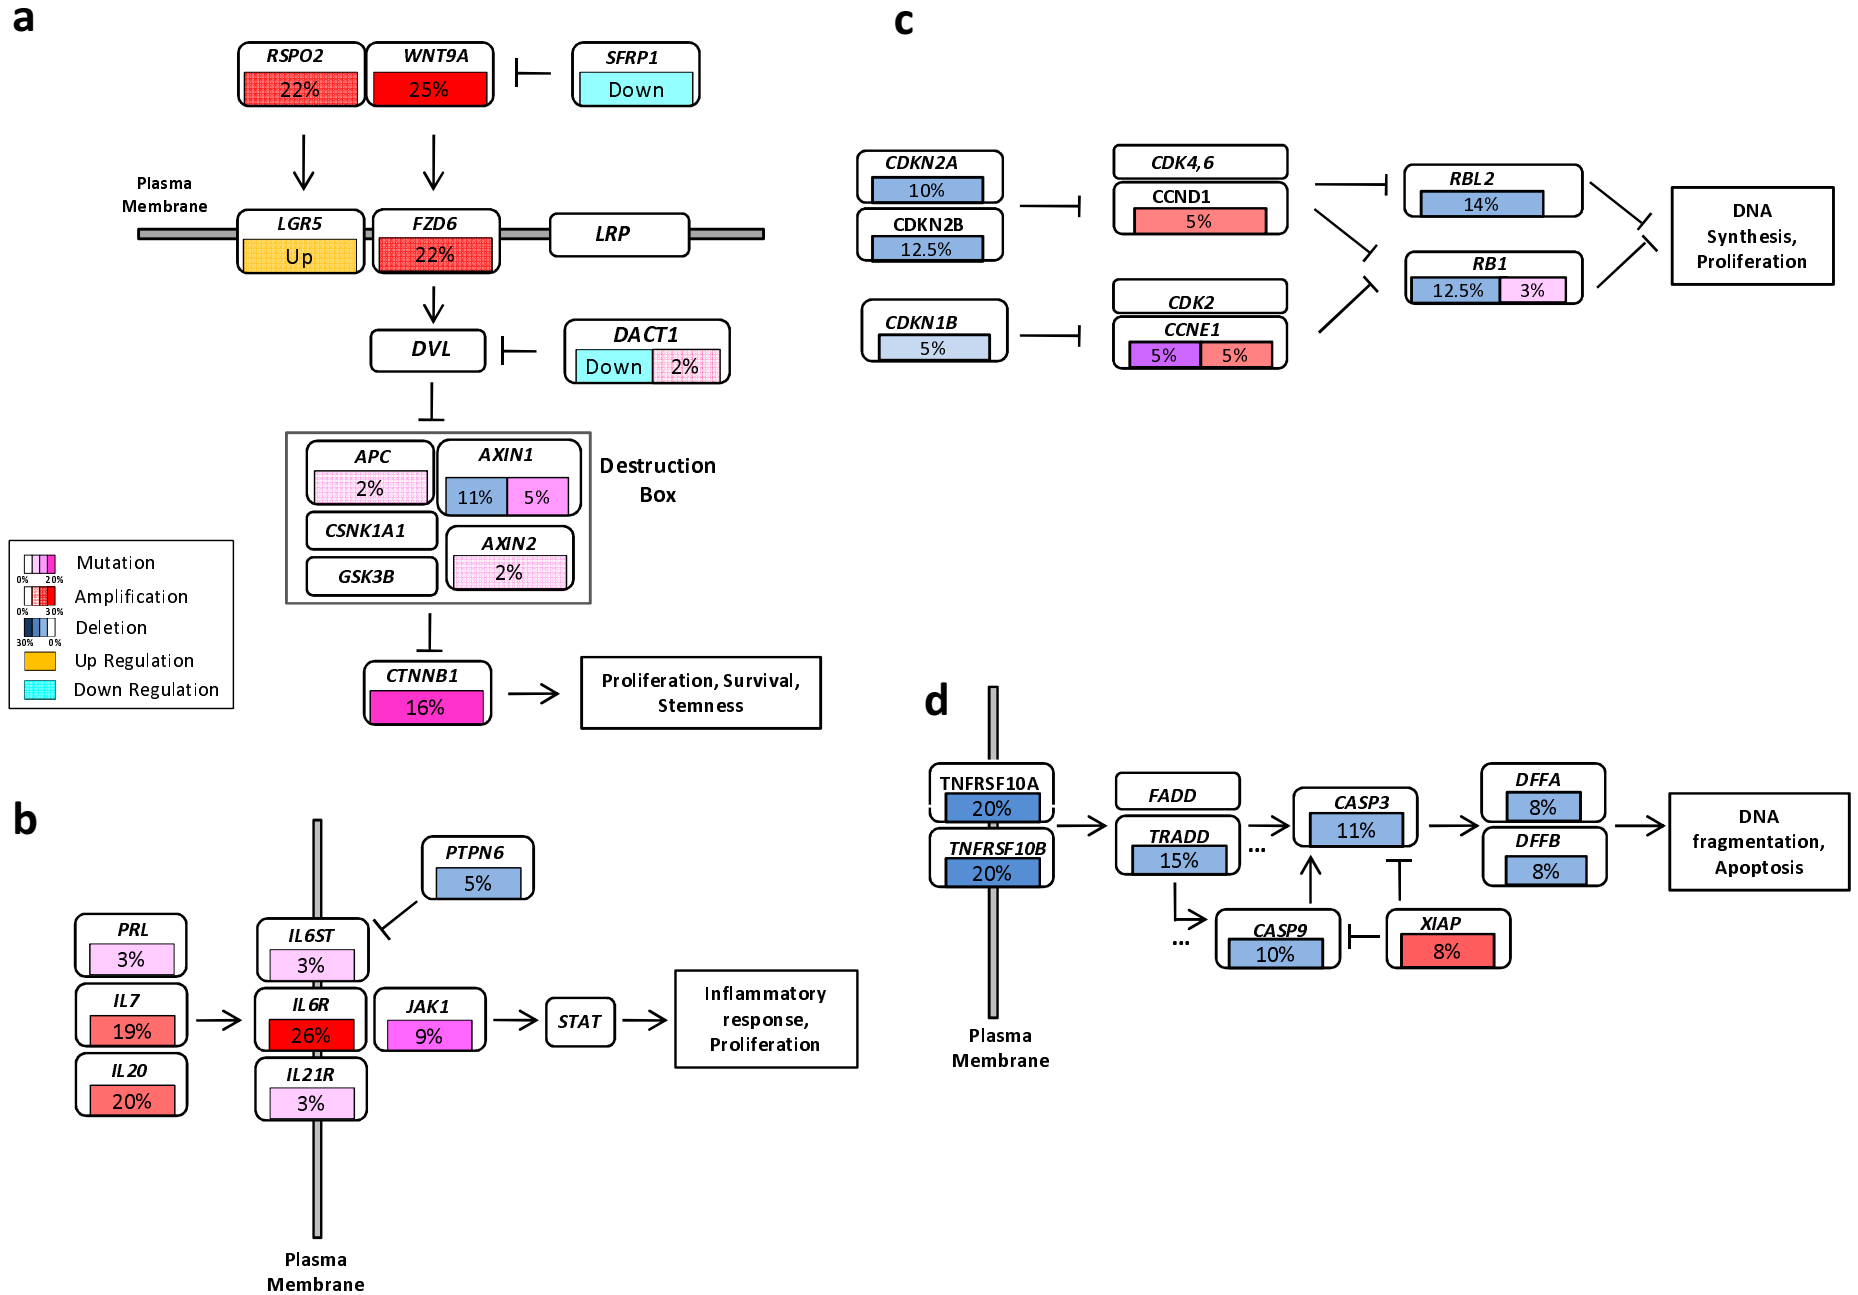 a
RSPO2
22%
WNT9A
25%
SFRP1
Down
Plasma
Membrane
LGR5
Up
FZD6
22%
LRP
DVL
DACT1
Down 2%
APC
2%
AXIN1
11% 5%
CSNK1A1
GSK3B
AXIN2
2%
Destruction
Box
CTNNB1
16%
Proliferation, Survival,
Stemness
Mutation
0% 20%
Amplification
0% 30%
Deletion
30% 0%
Up Regulation
Down Regulation
b
PTPN6
5%
PRL
3%
IL7
19%
IL20
20%
IL6ST
3%
IL6R
26%
IL21R
3%
JAK1
9%
STAT
Inflammatory
response,
Proliferation
Plasma
Membrane
c
CDKN2A
10%
CDKN2B
12.5%
CDKN1B
5%
CDK4,6
CCND1
5%
CDK2
CCNE1
5% 5%
RBL2
14%
RB1
12.5% 3%
DNA
Synthesis,
Proliferation
d
TNFRSF10A
20%
TNFRSF10B
20%
Plasma
Membrane
FADD
TRADD
15%
...
...
CASP3
11%
CASP9
10%
XIAP
8%
DFFA
8%
DFFB
8%
DNA
fragmentation,
Apoptosis